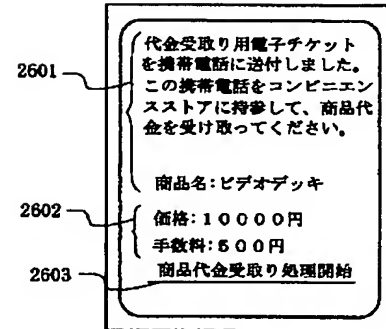 代金受取り用電子チケット
を携帯電話に送付しました。
この携帯電話をコンビニエン
スストアに持参して、商品代
金を受け取ってください。
商品名:ビデオデッキ
価格:10000円
手数料:500円
商品代金受取り処理開始
2601
2602
2603